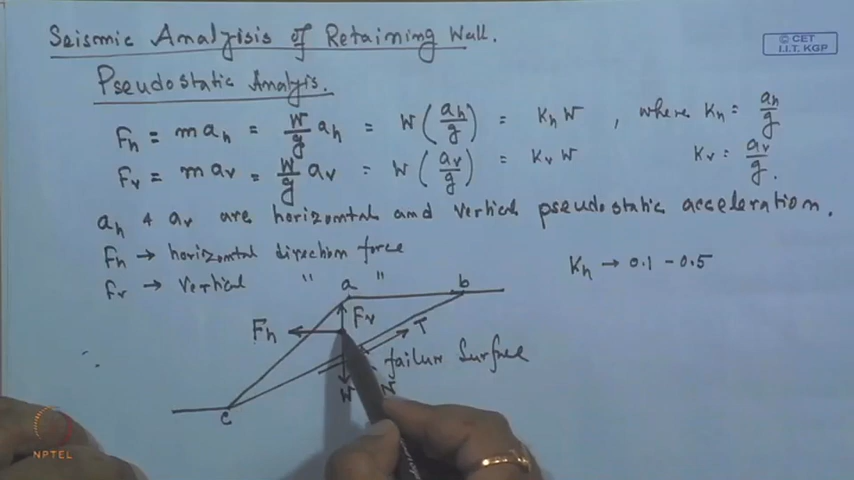 Seismic Analyisis of Retaining Wall.
© CET
I.I.T. KGP
Pseudostatic Analyis.
Fh = m ah = W/g ah = W (ah/g) = Kh W , where Kh = ah/g
Fv = m av = W/g av = W (av/g) = Kv W Kv = av/g.
ah & av are horizontal and vertical pseudostatic acceleration.
Fh → horizontal direction force
Kh → 0.1 - 0.5
Fv → vertical " "
a b
Fv
Fh T
failure Surface
W N
c
NPTEL